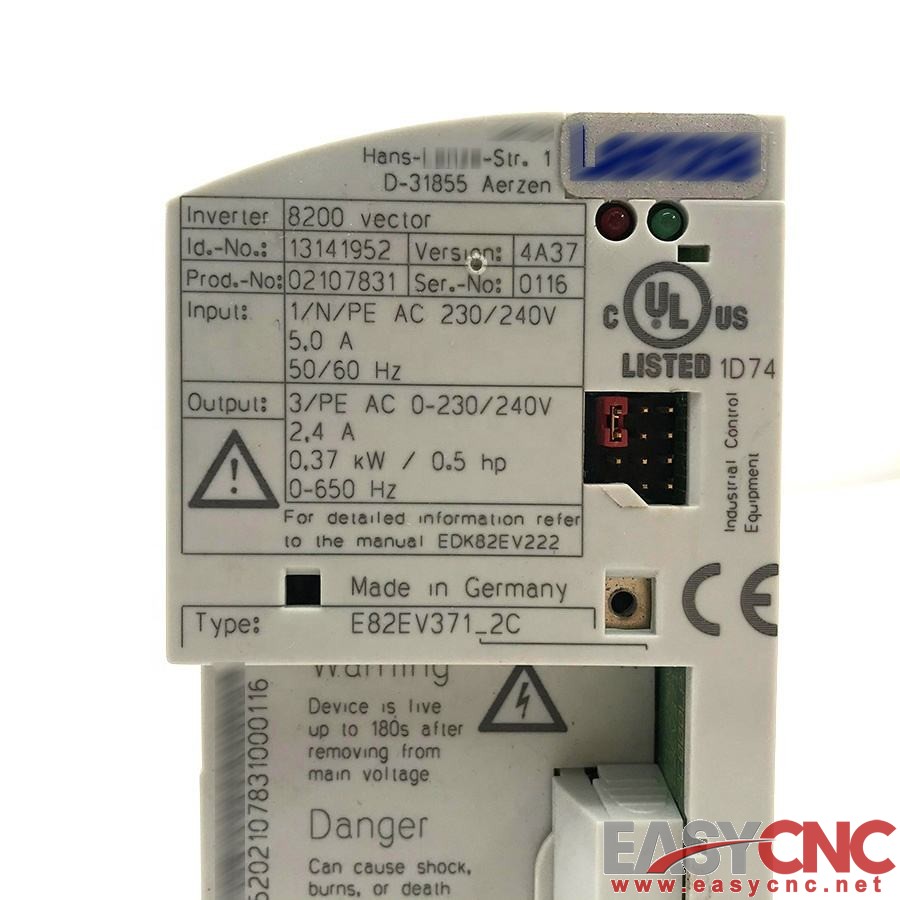 Hans- -Str. 1
D-31855 Aerzen
Inverter 8200 vector
Id.-No.: 13141952 Version: 4A37
Prod.-No: 02107831 Ser.-No: 0116
Input: 1/N/PE AC 230/240V
5.0 A
50/60 Hz
Output: 3/PE AC 0-230/240V
2.4 A
0.37 kW / 0.5 hp
0-650 Hz
For detailed information refer
to the manual EDK82EV222
C UL US
LISTED 1D74
Industrial Control
Equipment
Made in Germany
CE
Type: E82EV371_2C
Warning
Device is live
up to 180s after
removing from
main voltage
Danger
Can cause shock,
burns, or death
5202107831000116
EASYCNC
www.easycnc.net